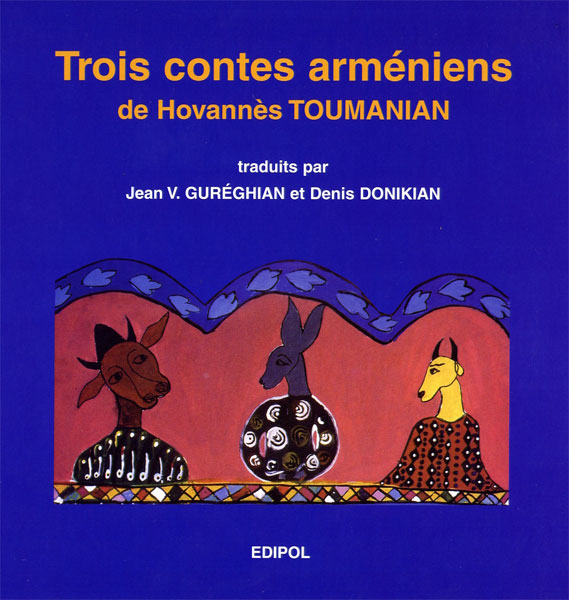 Trois contes arméniens
de Hovannès TOUMANIAN
traduits par
Jean V. GURÉGHIAN et Denis DONIKIAN
EDIPOL